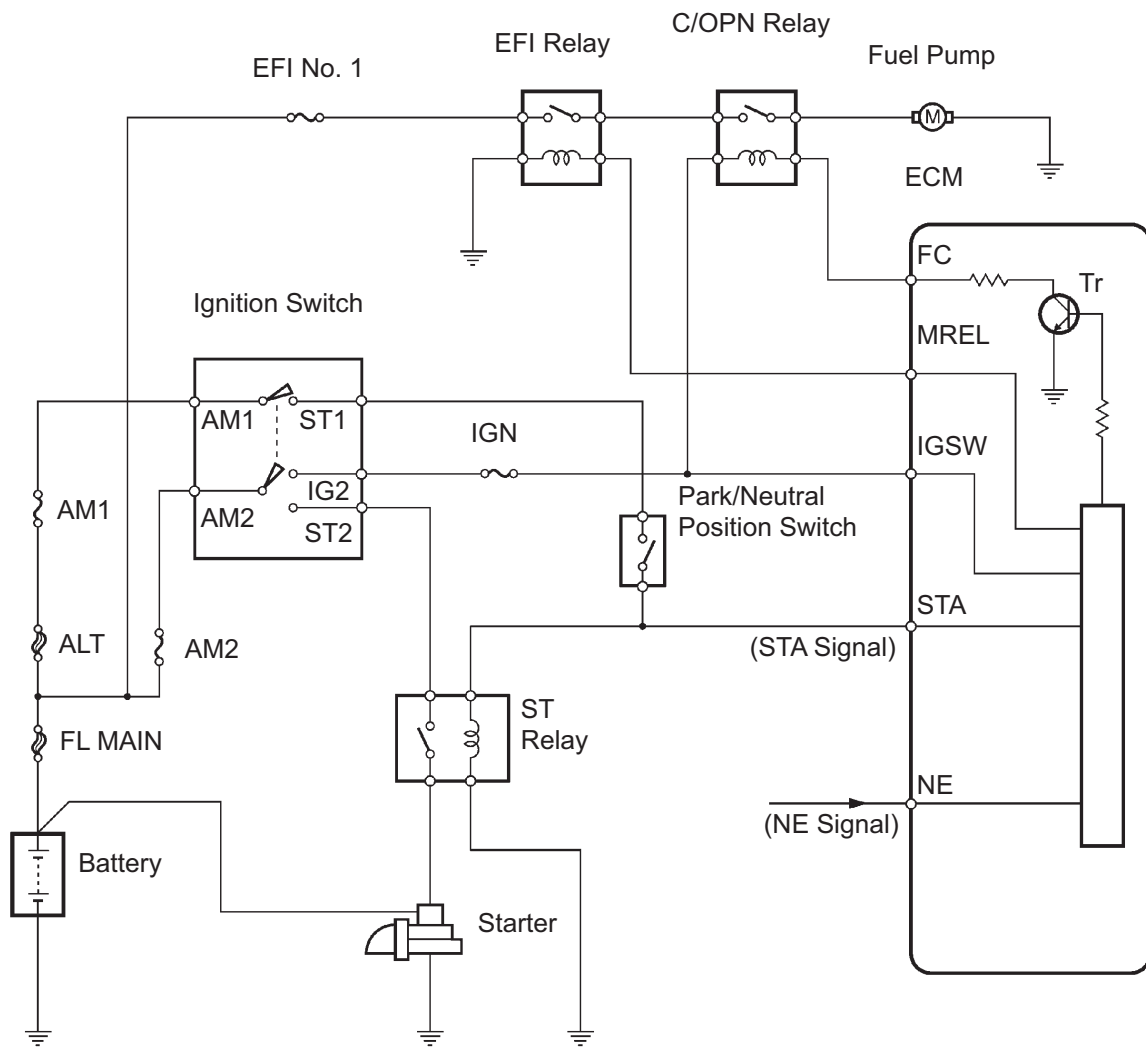 C/OPN Relay
EFI Relay
Fuel Pump
EFI No. 1
M
ECM
FC
Tr
Ignition Switch
MREL
AM1
ST1
IGN
IGSW
IG2
AM2
ST2
Park/Neutral
Position Switch
AM1
STA
ALT
AM2
(STA Signal)
ST
Relay
FL MAIN
NE
(NE Signal)
Battery
Starter